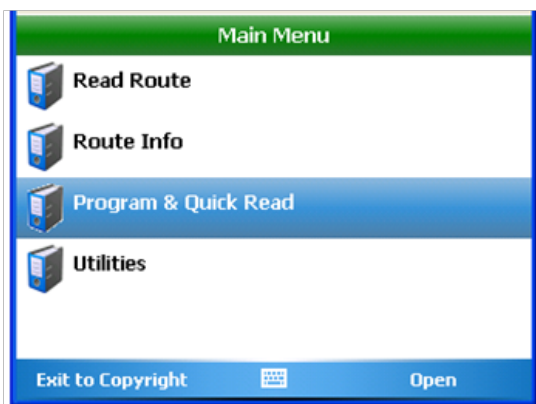 Main Menu
Read Route
Route Info
Program & Quick Read
Utilities
Exit to Copyright Open